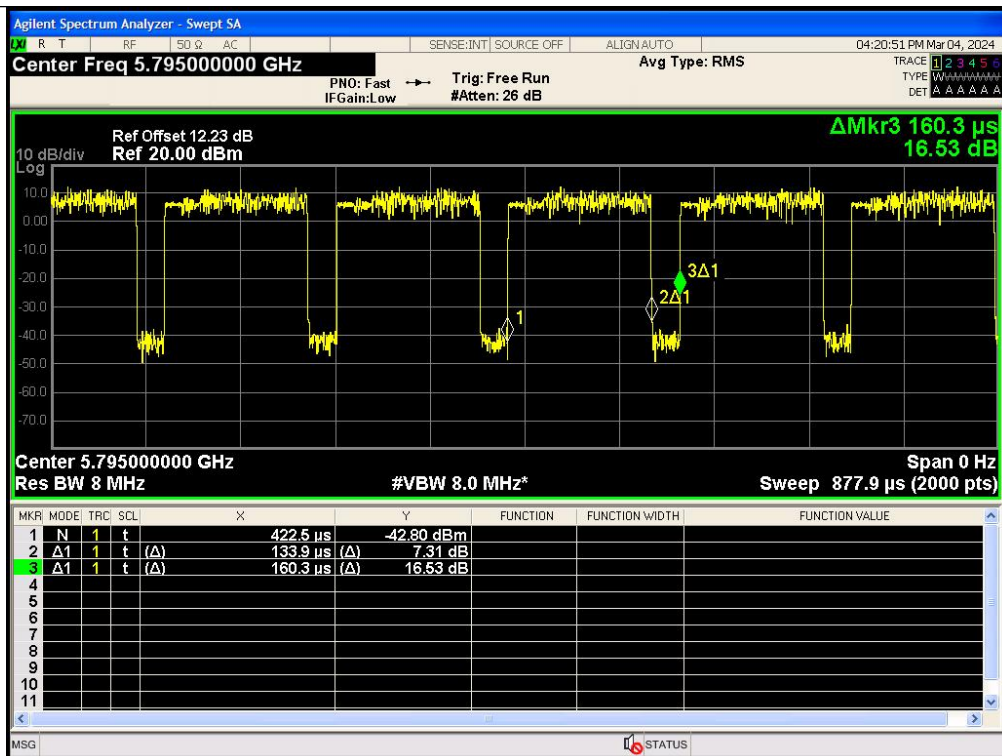 Agilent Spectrum Analyzer - Swept SA
LXI R T RF 50 Ω AC SENSE:INT SOURCE OFF ALIGN AUTO 04:20:51 PM Mar 04, 2024
Center Freq 5.795000000 GHz Avg Type: RMS TRACE 1 2 3 4 5 6
PNO: Fast Trig: Free Run TYPE W
IFGain:Low #Atten: 26 dB DET A A A A A A
ΔMkr3 160.3 µs
16.53 dB
Ref Offset 12.23 dB
10 dB/div Ref 20.00 dBm
Log
10.0
0.00
-10.0
-20.0
-30.0
-40.0
-50.0
-60.0
-70.0
3Δ1
2Δ1
1
Center 5.795000000 GHz Span 0 Hz
Res BW 8 MHz #VBW 8.0 MHz* Sweep 877.9 µs (2000 pts)
MKR MODE TRC SCL X Y FUNCTION FUNCTION WIDTH FUNCTION VALUE
1 N 1 t 422.5 µs -42.80 dBm
2 Δ1 1 t (Δ) 133.9 µs (Δ) 7.31 dB
3 Δ1 1 t (Δ) 160.3 µs (Δ) 16.53 dB
4
5
6
7
8
9
10
11
MSG STATUS